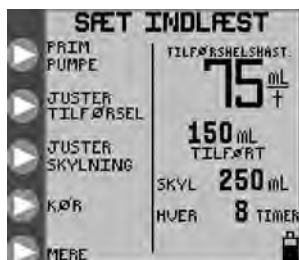 SÆT INDLÆST
PRIM
PUMPE
JUSTER
TILFØRSEL
JUSTER
SKYLNING
KØR
MERE
TILFØRSHELSHAST.
75 mL
t
150 mL
TILFØRT
SKYL 250 mL
HVER 8 TIMER